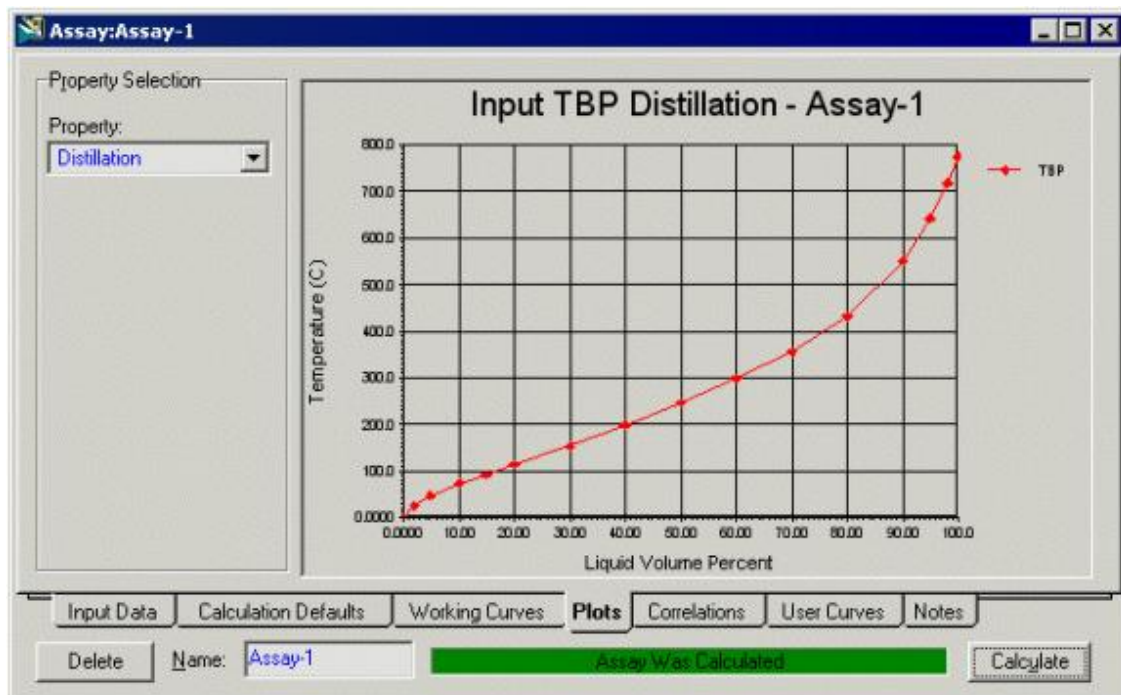 Assay:Assay-1
Property Selection
Property:
Distillation
Input TBP Distillation - Assay-1
TBP
800.0
700.0
600.0
500.0
400.0
300.0
200.0
100.0
0.0000
Temperature (C)
0.0000 10.00 20.00 30.00 40.00 50.00 60.00 70.00 80.00 90.00 100.0
Liquid Volume Percent
Input Data Calculation Defaults Working Curves Plots Correlations User Curves Notes
Delete Name: Assay-1 Assay Was Calculated Calculate